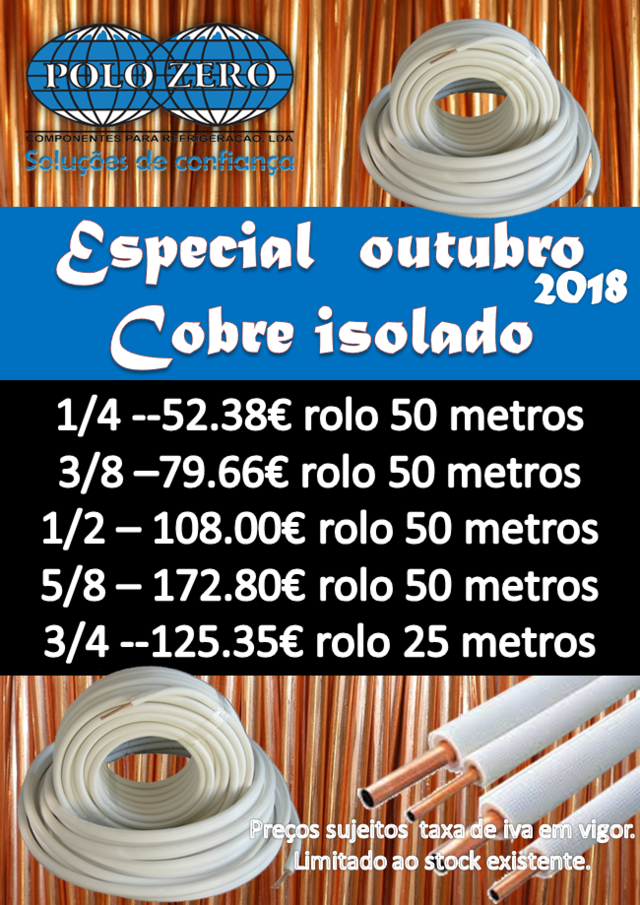 POLO ZERO
COMPONENTES PARA REFRIGERAÇÃO, LDA
Soluções de confiança
Especial outubro
2018
Cobre isolado
1/4 --52.38€ rolo 50 metros
3/8 –79.66€ rolo 50 metros
1/2 – 108.00€ rolo 50 metros
5/8 – 172.80€ rolo 50 metros
3/4 --125.35€ rolo 25 metros
Preços sujeitos taxa de iva em vigor.
Limitado ao stock existente.